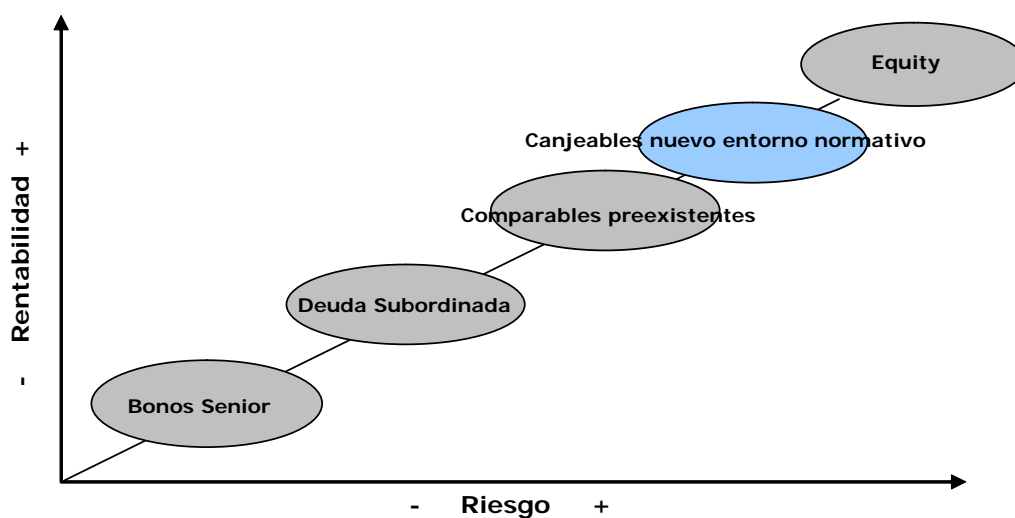 Equity
Canjeables nuevo entorno normativo
Comparables preexistentes
Deuda Subordinada
Bonos Senior
- Rentabilidad +
- Riesgo +